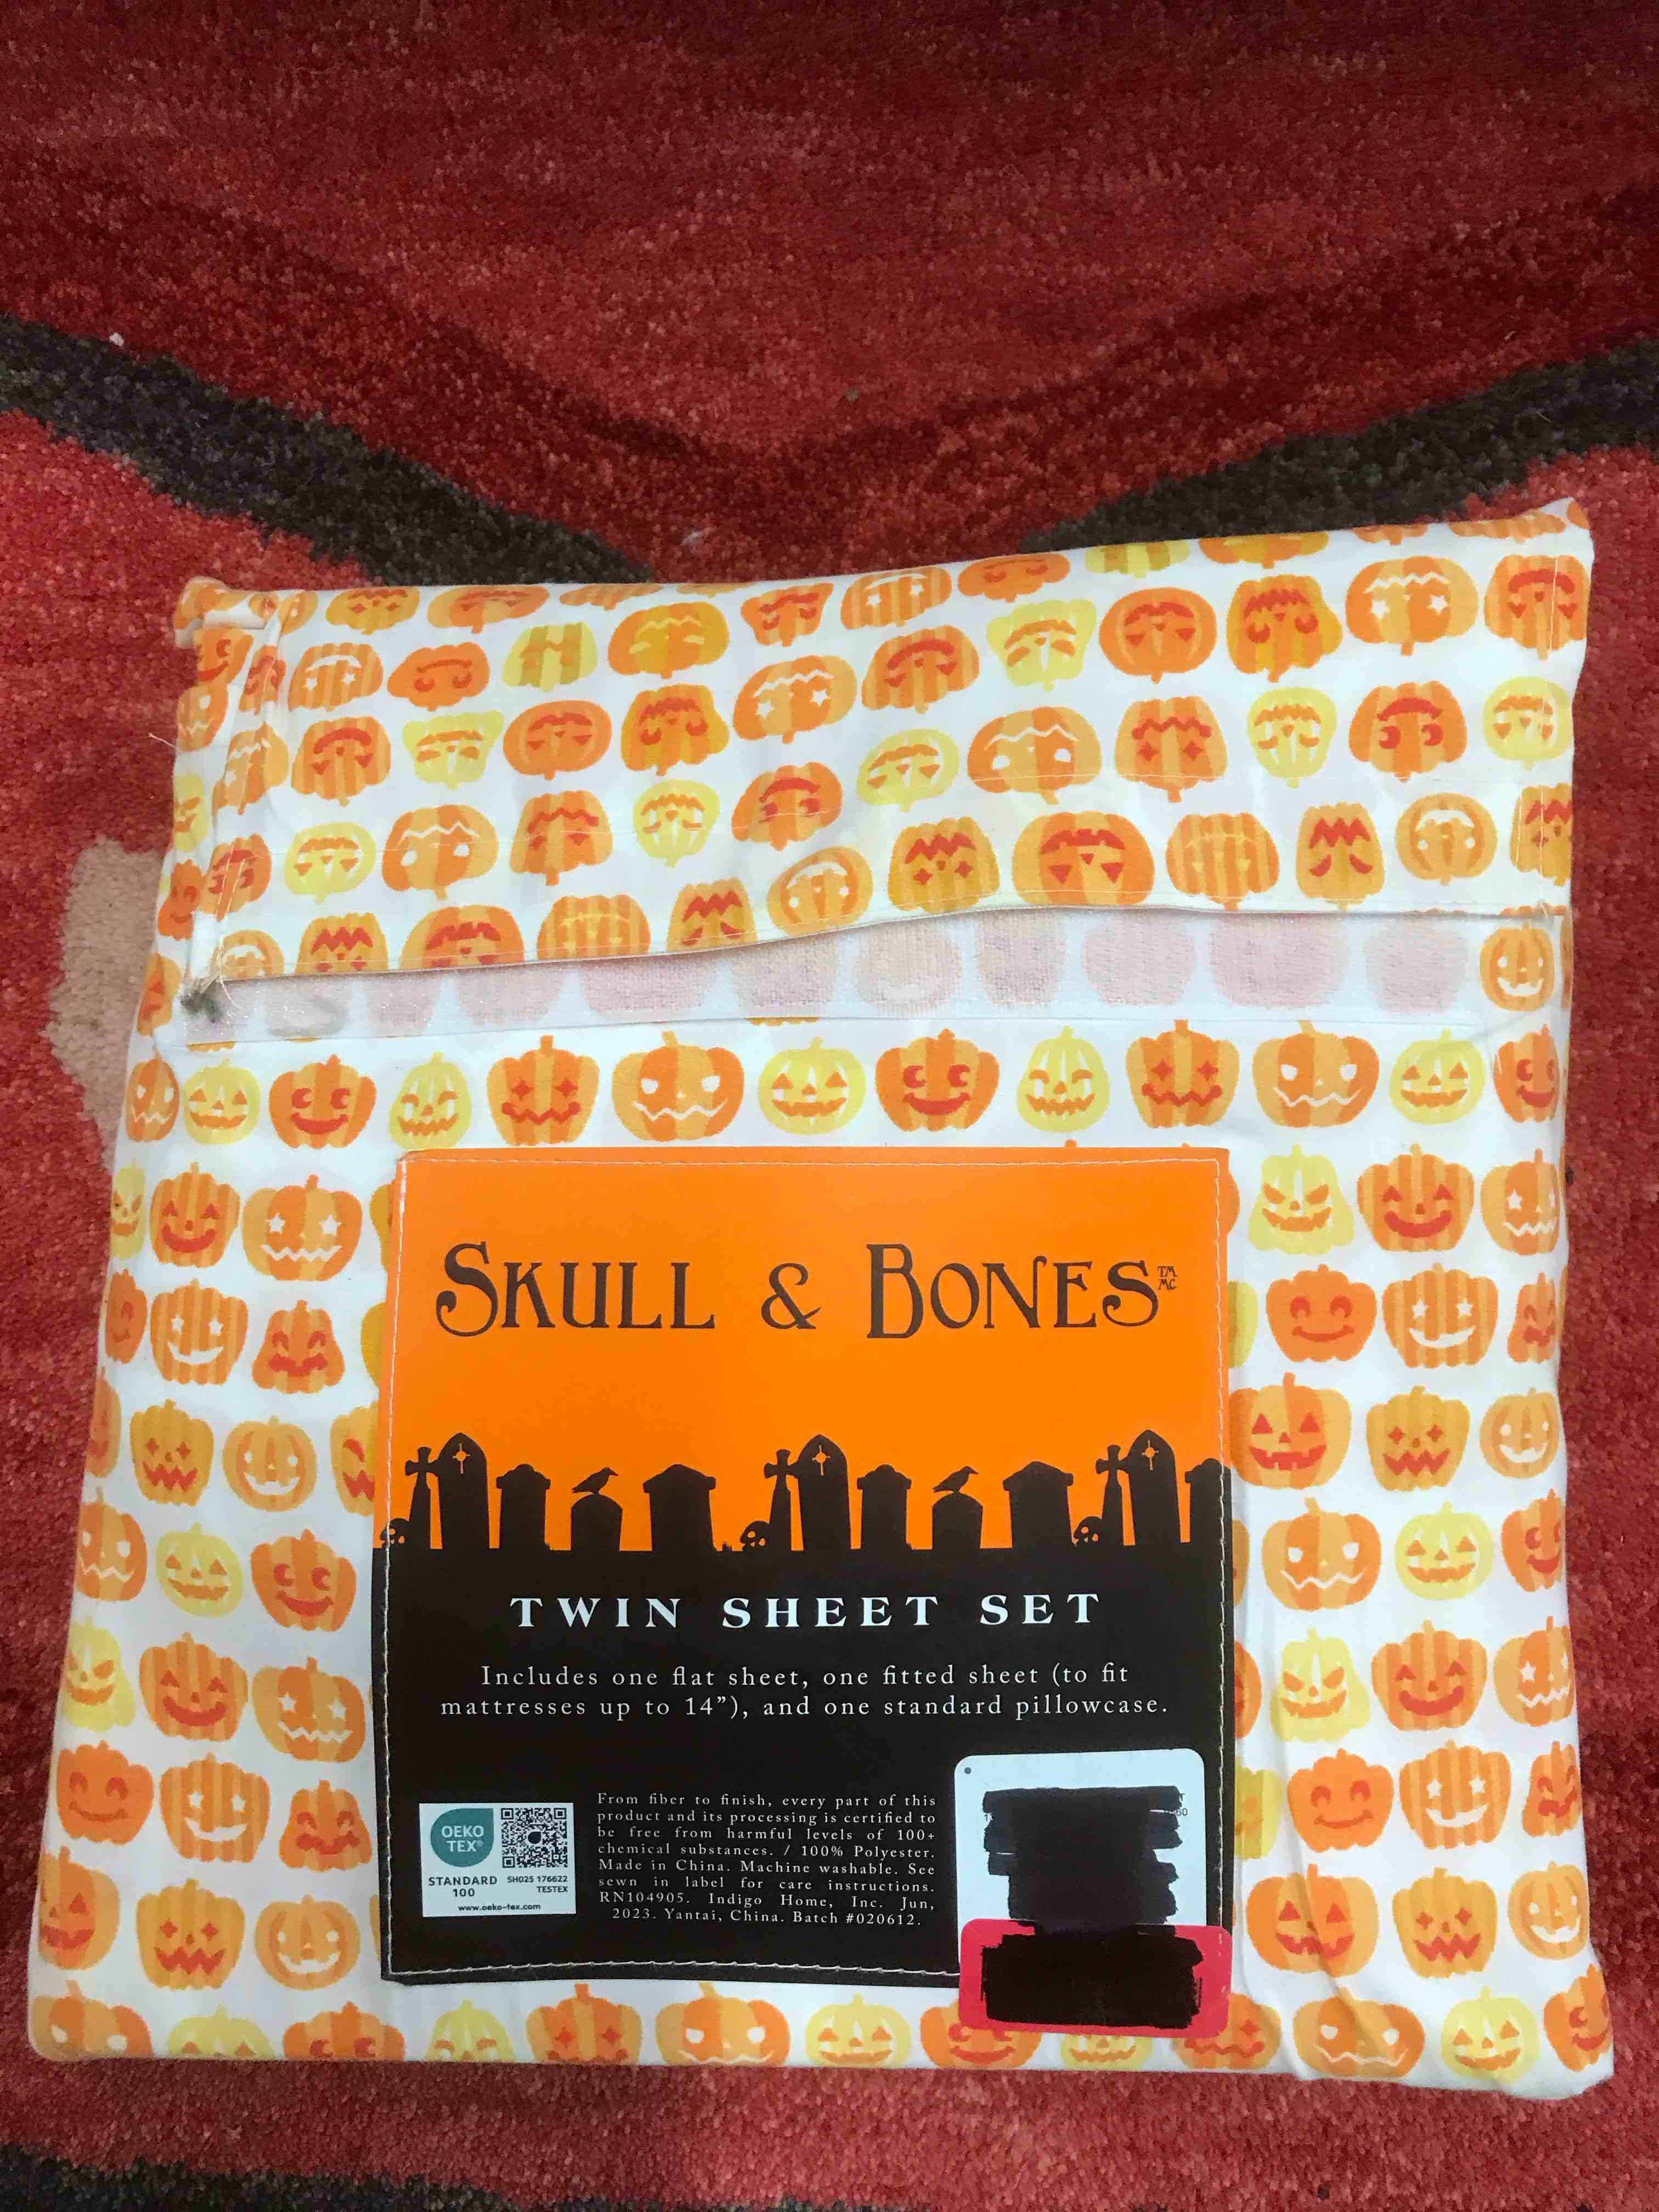 SKULL & BONES™ MC
TWIN SHEET SET
Includes one flat sheet, one fitted sheet (to fit
mattresses up to 14”), and one standard pillowcase.
From fiber to finish, every part of this
product and its processing is certified to
be free from harmful levels of 100+
chemical substances. / 100% Polyester.
Made in China. Machine washable. See
sewn in label for care instructions.
RN104905. Indigo Home, Inc. Jun,
2023. Yantai, China. Batch #020612.
OEKO
TEX®
STANDARD
100
SH025 176622
TESTEX
www.oeko-tex.com